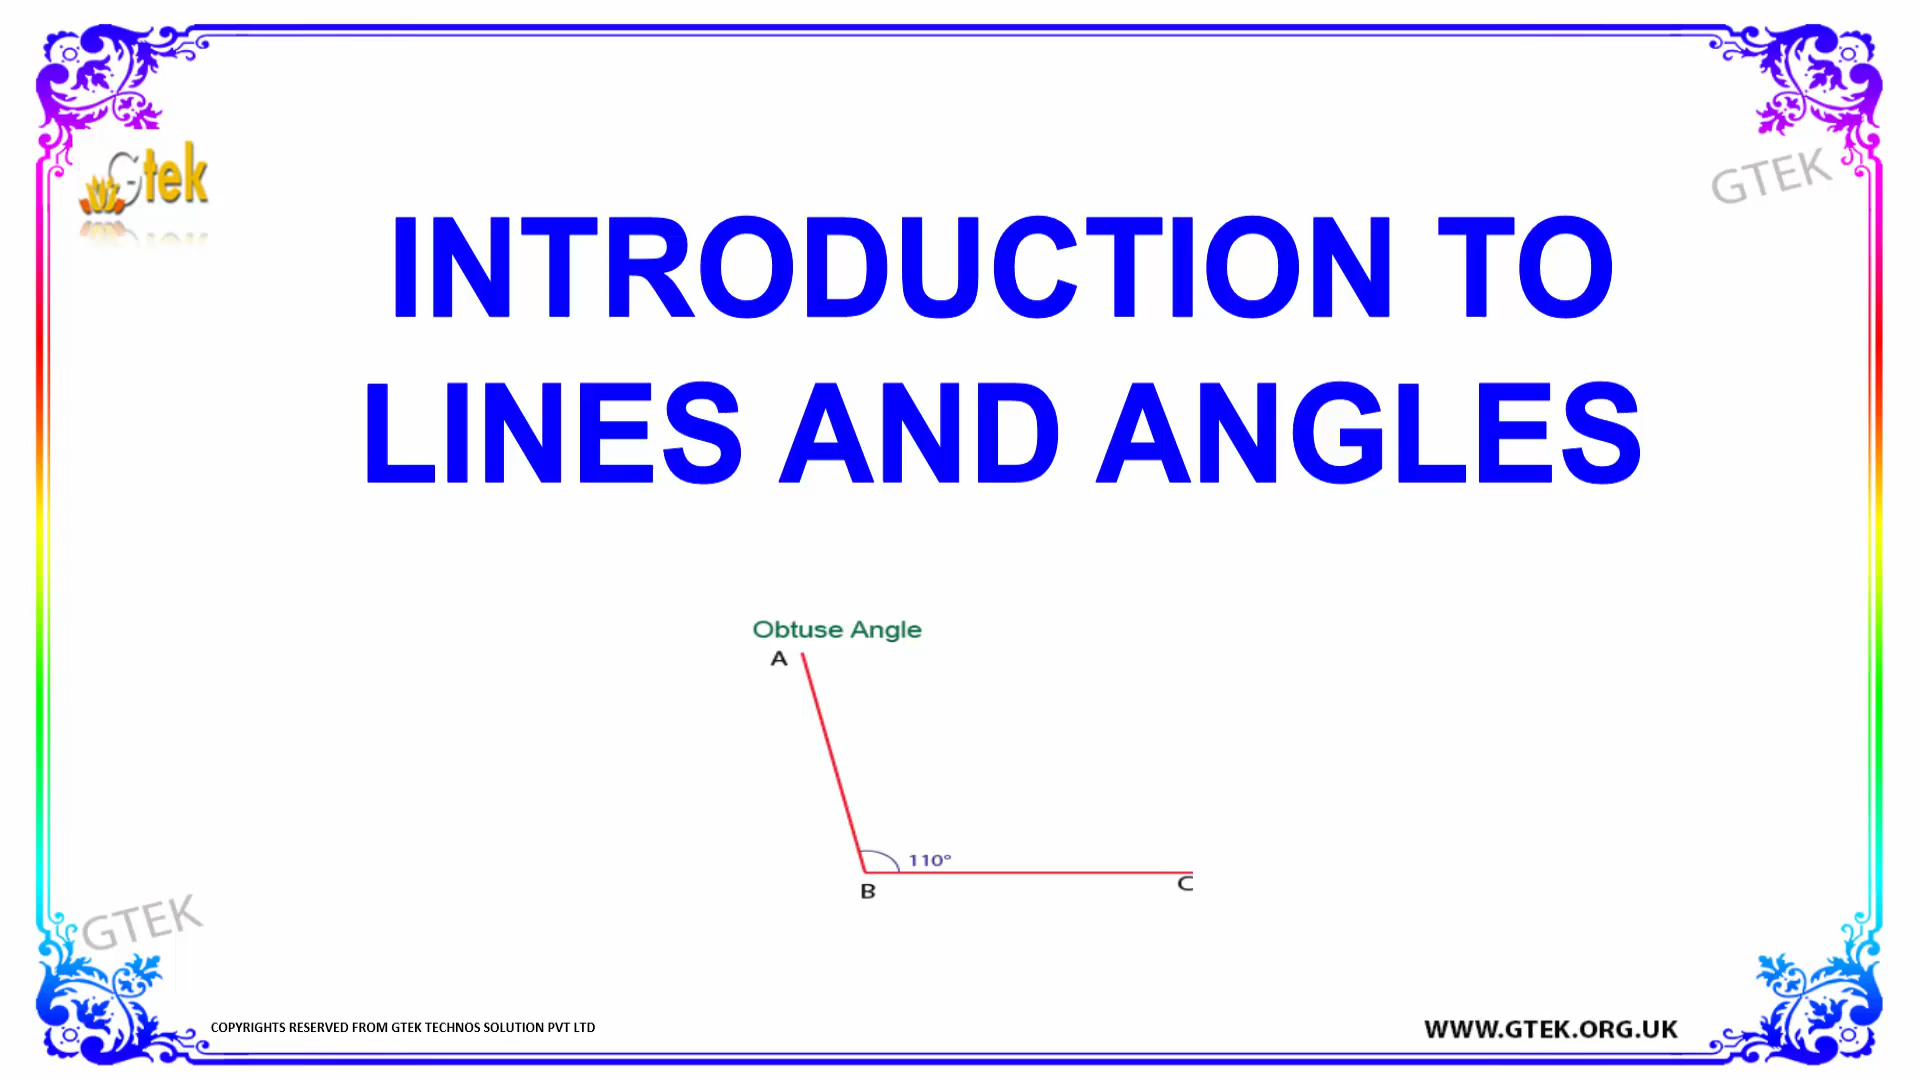 Gtek
GTEK
INTRODUCTION TO
LINES AND ANGLES
Obtuse Angle
A
110°
B
C
GTEK
COPYRIGHTS RESERVED FROM GTEK TECHNOS SOLUTION PVT LTD
WWW.GTEK.ORG.UK